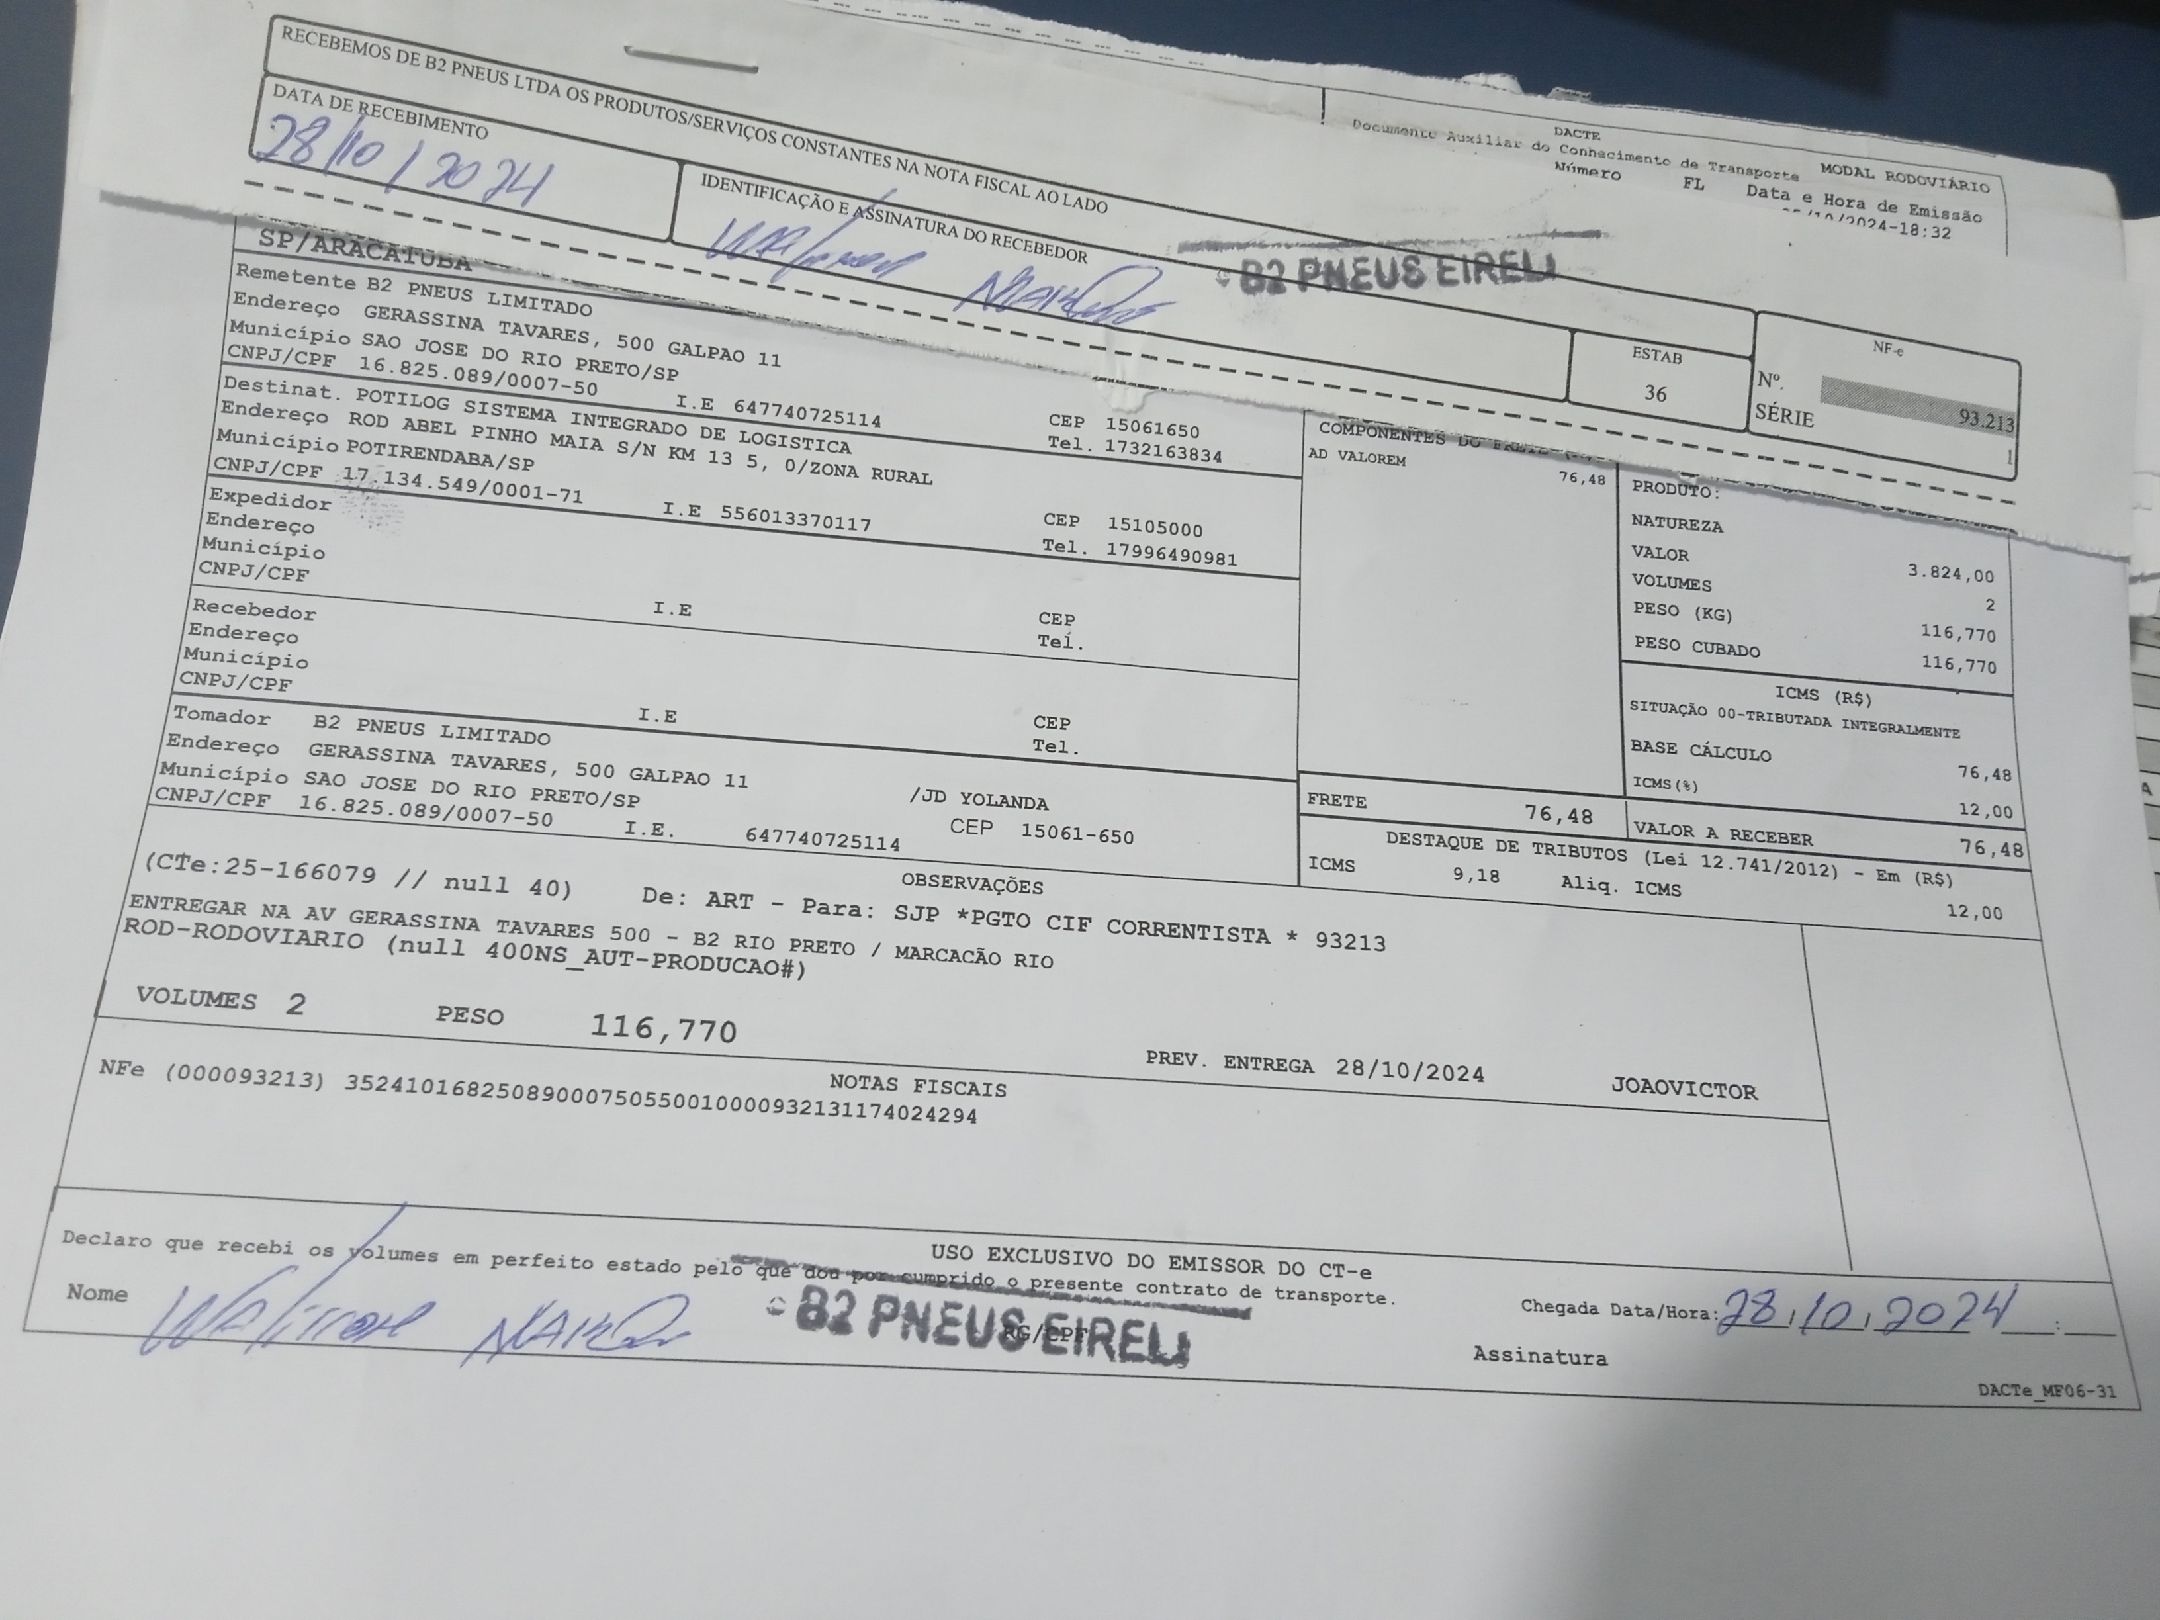 RECEBEMOS DE B2 PNEUS LTDA OS PRODUTOS/SERVIÇOS CONSTANTES NA NOTA FISCAL AO LADO
DATA DE RECEBIMENTO
28/10/2024
IDENTIFICAÇÃO E ASSINATURA DO RECEBEDOR
B2 PNEUS EIRELI
ESTAB
36
NF-e
Nº. 93.213
SÉRIE 1
DACTE
Documento Auxiliar do Conhecimento de Transporte
MODAL RODOVIÁRIO
Número FL Data e Hora de Emissão
/10/2024-18:32
SP/ARACATUBA
Remetente B2 PNEUS LIMITADO
Endereço GERASSINA TAVARES, 500 GALPAO 11
Município SAO JOSE DO RIO PRETO/SP CEP 15061650
CNPJ/CPF 16.825.089/0007-50 I.E 647740725114 Tel. 1732163834
Destinat. POTILOG SISTEMA INTEGRADO DE LOGISTICA
Endereço ROD ABEL PINHO MAIA S/N KM 13 5, 0/ZONA RURAL
Município POTIRENDABA/SP CEP 15105000
CNPJ/CPF 17.134.549/0001-71 I.E 556013370117 Tel. 17996490981
Expedidor
Endereço
Município CEP
CNPJ/CPF I.E Tel.
Recebedor
Endereço
Município CEP
CNPJ/CPF I.E Tel.
Tomador B2 PNEUS LIMITADO
Endereço GERASSINA TAVARES, 500 GALPAO 11 /JD YOLANDA
Município SAO JOSE DO RIO PRETO/SP CEP 15061-650
CNPJ/CPF 16.825.089/0007-50 I.E. 647740725114
COMPONENTES DO FRETE
AD VALOREM 76,48
FRETE 76,48
PRODUTO:
NATUREZA
VALOR 3.824,00
VOLUMES 2
PESO (KG) 116,770
PESO CUBADO 116,770
ICMS (R$)
SITUAÇÃO 00-TRIBUTADA INTEGRALMENTE
BASE CÁLCULO 76,48
ICMS(%) 12,00
VALOR A RECEBER 76,48
DESTAQUE DE TRIBUTOS (Lei 12.741/2012) - Em (R$)
ICMS 9,18 Aliq. ICMS 12,00
OBSERVAÇÕES
(CTe:25-166079 // null 40) De: ART - Para: SJP *PGTO CIF CORRENTISTA * 93213
ENTREGAR NA AV GERASSINA TAVARES 500 - B2 RIO PRETO / MARCACÃO RIO
ROD-RODOVIARIO (null 400NS_AUT-PRODUCAO#)
VOLUMES 2 PESO 116,770 PREV. ENTREGA 28/10/2024 JOAOVICTOR
NOTAS FISCAIS
NFe (000093213) 35241016825089000750550010000932131174024294
USO EXCLUSIVO DO EMISSOR DO CT-e
Declaro que recebi os volumes em perfeito estado pelo que dou por cumprido o presente contrato de transporte.
Chegada Data/Hora: 28/10/2024
Nome
B2 PNEUS EIRELI
RG/CPF
Assinatura
DACTe_MF06-31